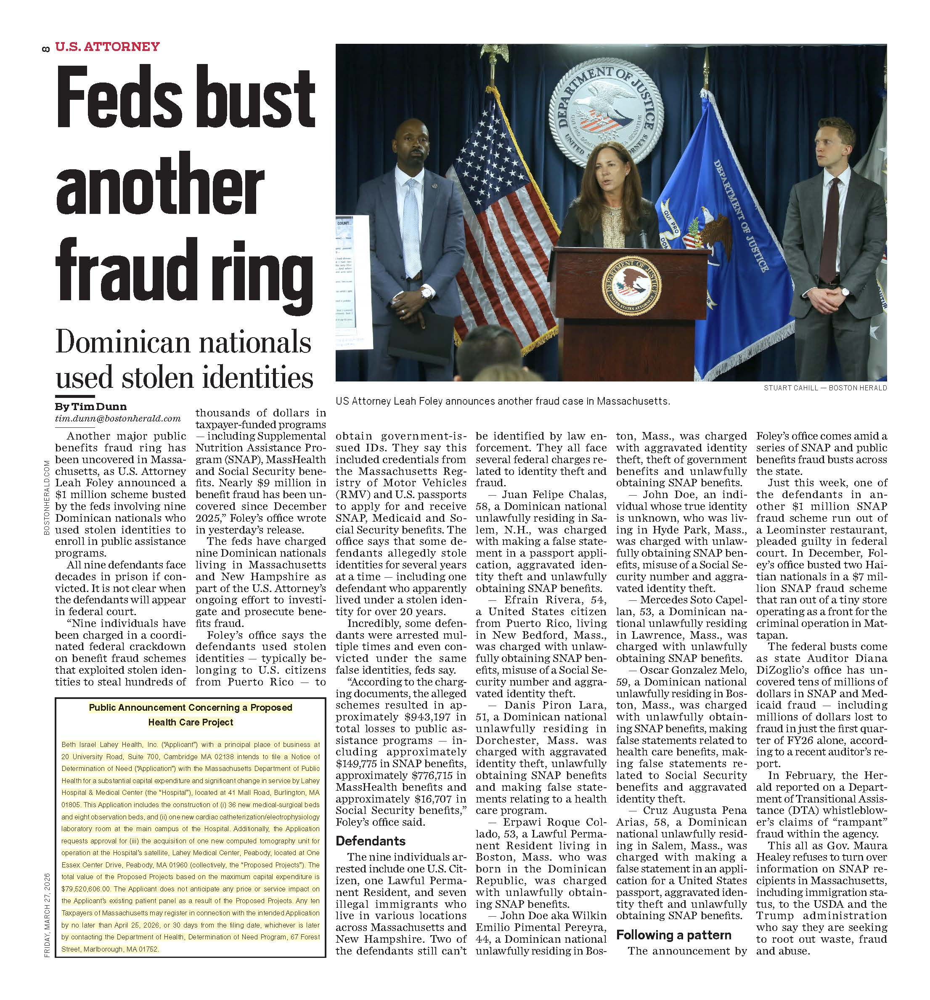 8
U.S. ATTORNEY
Feds bust
another
fraud ring
Dominican nationals
used stolen identities
By Tim Dunn
tim.dunn@bostonherald.com
Another major public
benefits fraud ring has
been uncovered in Massa-
chusetts, as U.S. Attorney
Leah Foley announced a
$1 million scheme busted
by the feds involving nine
Dominican nationals who
used stolen identities to
enroll in public assistance
programs.
All nine defendants face
decades in prison if con-
victed. It is not clear when
the defendants will appear
in federal court.
“Nine individuals have
been charged in a coordi-
nated federal crackdown
on benefit fraud schemes
that exploited stolen iden-
tities to steal hundreds of
thousands of dollars in
taxpayer-funded programs
— including Supplemental
Nutrition Assistance Pro-
gram (SNAP), MassHealth
and Social Security bene-
fits. Nearly $9 million in
benefit fraud has been un-
covered since December
2025,” Foley’s office wrote
in yesterday’s release.
The feds have charged
nine Dominican nationals
living in Massachusetts
and New Hampshire as
part of the U.S. Attorney’s
ongoing effort to investi-
gate and prosecute bene-
fits fraud.
Foley’s office says the
defendants used stolen
identities — typically be-
longing to U.S. citizens
from Puerto Rico — to
DEPARTMENT OF JUSTICE
QUI PRO DOMINA JUSTITIA SEQUITUR
COUNT
QUI PRO
DOM
DEPARTMENT OF JUSTICE
DEPARTMENT OF JUSTICE
UNITED STATES ATTORNEYS
STUART CAHILL — BOSTON HERALD
US Attorney Leah Foley announces another fraud case in Massachusetts.
obtain government-is-
sued IDs. They say this
included credentials from
the Massachusetts Reg-
istry of Motor Vehicles
(RMV) and U.S. passports
to apply for and receive
SNAP, Medicaid and So-
cial Security benefits. The
office says that some de-
fendants allegedly stole
identities for several years
at a time — including one
defendant who apparently
lived under a stolen iden-
tity for over 20 years.
Incredibly, some defen-
dants were arrested mul-
tiple times and even con-
victed under the same
false identities, feds say.
“According to the charg-
ing documents, the alleged
schemes resulted in ap-
proximately $943,197 in
total losses to public as-
sistance programs — in-
cluding approximately
$149,775 in SNAP benefits,
approximately $776,715 in
MassHealth benefits and
approximately $16,707 in
Social Security benefits,”
Foley’s office said.
Defendants
The nine individuals ar-
rested include one U.S. Cit-
izen, one Lawful Perma-
nent Resident, and seven
illegal immigrants who
live in various locations
across Massachusetts and
New Hampshire. Two of
the defendants still can’t
be identified by law en-
forcement. They all face
several federal charges re-
lated to identity theft and
fraud.
— Juan Felipe Chalas,
58, a Dominican national
unlawfully residing in Sa-
lem, N.H., was charged
with making a false state-
ment in a passport appli-
cation, aggravated iden-
tity theft and unlawfully
obtaining SNAP benefits.
— Efrain Rivera, 54,
a United States citizen
from Puerto Rico, living
in New Bedford, Mass.,
was charged with unlaw-
fully obtaining SNAP ben-
efits, misuse of a Social Se-
curity number and aggra-
vated identity theft.
— Danis Piron Lara,
51, a Dominican national
unlawfully residing in
Dorchester, Mass. was
charged with aggravated
identity theft, unlawfully
obtaining SNAP benefits
and making false state-
ments relating to a health
care program.
— Erpawi Roque Col-
lado, 53, a Lawful Perma-
nent Resident living in
Boston, Mass. who was
born in the Dominican
Republic, was charged
with unlawfully obtain-
ing SNAP benefits.
— John Doe aka Wilkin
Emilio Pimental Pereyra,
44, a Dominican national
unlawfully residing in Bos-
ton, Mass., was charged
with aggravated identity
theft, theft of government
benefits and unlawfully
obtaining SNAP benefits.
— John Doe, an indi-
vidual whose true identity
is unknown, who was liv-
ing in Hyde Park, Mass.,
was charged with unlaw-
fully obtaining SNAP ben-
efits, misuse of a Social Se-
curity number and aggra-
vated identity theft.
— Mercedes Soto Capel-
lan, 53, a Dominican na-
tional unlawfully residing
in Lawrence, Mass., was
charged with unlawfully
obtaining SNAP benefits.
— Oscar Gonzalez Melo,
59, a Dominican national
unlawfully residing in Bos-
ton, Mass., was charged
with unlawfully obtain-
ing SNAP benefits, making
false statements related to
health care benefits, mak-
ing false statements re-
lated to Social Security
benefits and aggravated
identity theft.
— Cruz Augusta Pena
Arias, 58, a Dominican
national unlawfully resid-
ing in Salem, Mass., was
charged with making a
false statement in an appli-
cation for a United States
passport, aggravated iden-
tity theft and unlawfully
obtaining SNAP benefits.
Following a pattern
The announcement by
Foley’s office comes amid a
series of SNAP and public
benefits fraud busts across
the state.
Just this week, one of
the defendants in an-
other $1 million SNAP
fraud scheme run out of
a Leominster restaurant,
pleaded guilty in federal
court. In December, Fol-
ey’s office busted two Hai-
tian nationals in a $7 mil-
lion SNAP fraud scheme
that ran out of a tiny store
operating as a front for the
criminal operation in Mat-
tapan.
The federal busts come
as state Auditor Diana
DiZoglio’s office has un-
covered tens of millions of
dollars in SNAP and Med-
icaid fraud — including
millions of dollars lost to
fraud in just the first quar-
ter of FY26 alone, accord-
ing to a recent auditor’s re-
port.
In February, the Her-
ald reported on a Depart-
ment of Transitional Assis-
tance (DTA) whistleblow-
er’s claims of “rampant”
fraud within the agency.
This all as Gov. Maura
Healey refuses to turn over
information on SNAP re-
cipients in Massachusetts,
including immigration sta-
tus, to the USDA and the
Trump administration
who say they are seeking
to root out waste, fraud
and abuse.
Public Announcement Concerning a Proposed
Health Care Project
Beth Israel Lahey Health, Inc. (“Applicant”) with a principal place of business at
20 University Road, Suite 700, Cambridge MA 02138 intends to file a Notice of
Determination of Need (“Application”) with the Massachusetts Department of Public
Health for a substantial capital expenditure and significant change in service by Lahey
Hospital & Medical Center (the “Hospital”), located at 41 Mall Road, Burlington, MA
01805. This Application includes the construction of (i) 36 new medical-surgical beds
and eight observation beds, and (ii) one new cardiac catheterization/electrophysiology
laboratory room at the main campus of the Hospital. Additionally, the Application
requests approval for (iii) the acquisition of one new computed tomography unit for
operation at the Hospital’s satellite, Lahey Medical Center, Peabody, located at One
Essex Center Drive, Peabody, MA 01960 (collectively, the “Proposed Projects”). The
total value of the Proposed Projects based on the maximum capital expenditure is
$79,520,606.00. The Applicant does not anticipate any price or service impact on
the Applicant’s existing patient panel as a result of the Proposed Projects. Any ten
Taxpayers of Massachusetts may register in connection with the intended Application
by no later than April 25, 2026, or 30 days from the filing date, whichever is later
by contacting the Department of Health, Determination of Need Program, 67 Forest
Street, Marlborough, MA 01752.
BOSTONHERALD.COM
FRIDAY, MARCH 27, 2026